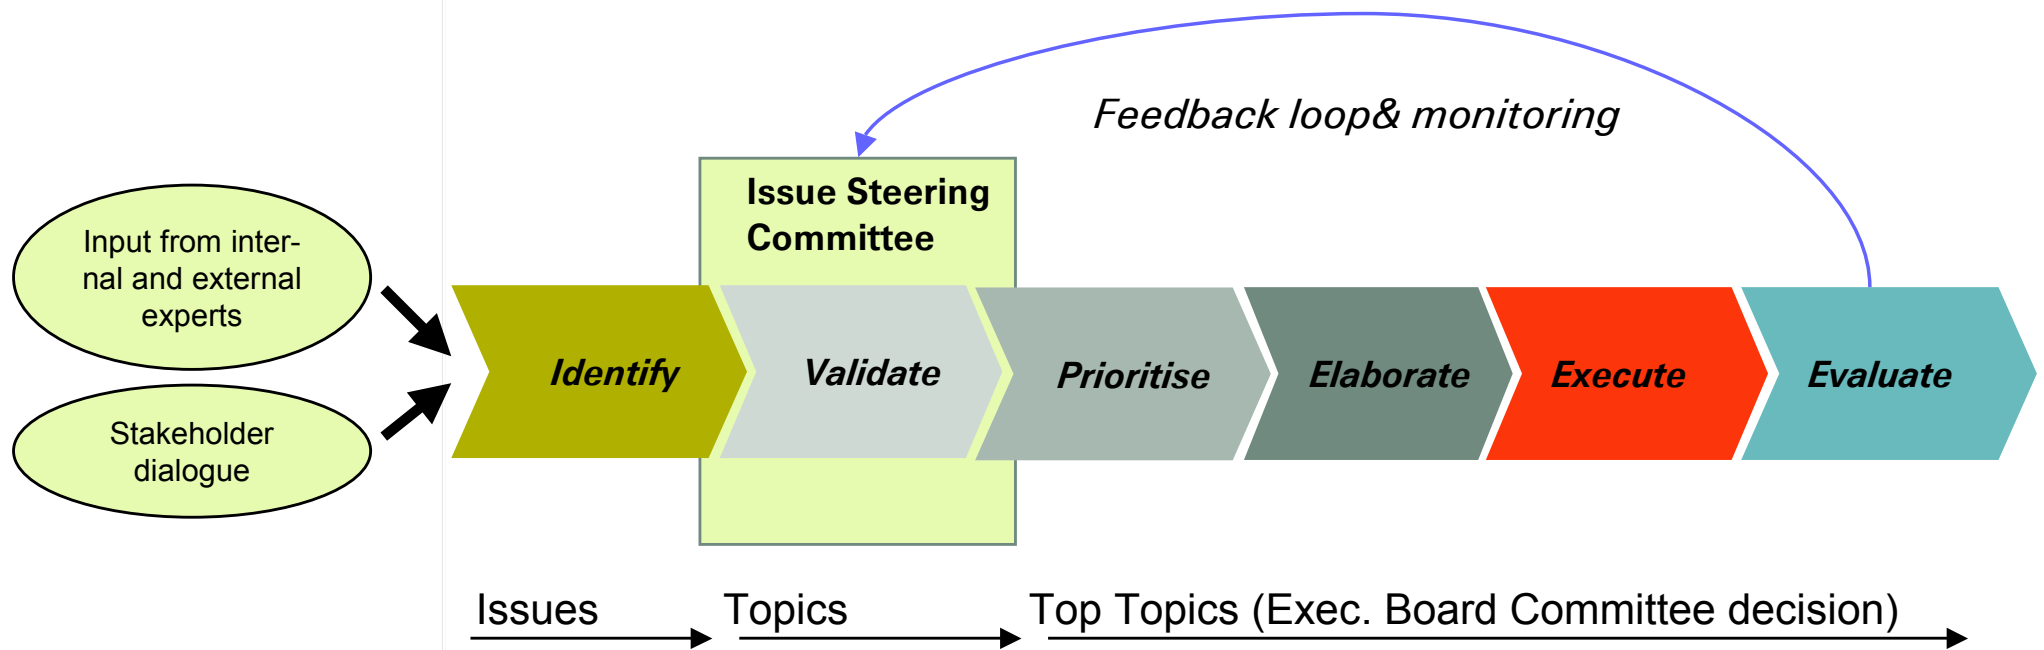 Feedback loop& monitoring
Issue Steering
Committee
Input from inter-
nal and external
experts
Stakeholder
dialogue
Identify
Validate
Prioritise
Elaborate
Execute
Evaluate
Issues
Topics
Top Topics (Exec. Board Committee decision)